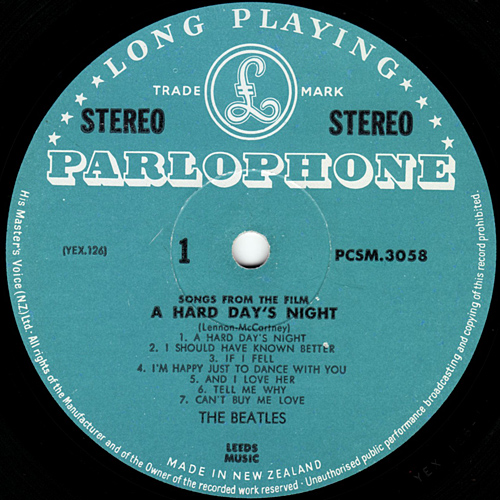 LONG PLAYING
TRADE MARK
£
STEREO STEREO
PARLOPHONE
(YEX.126)
1
PCSM.3058
SONGS FROM THE FILM
A HARD DAY'S NIGHT
(Lennon-McCartney)
1. A HARD DAY'S NIGHT
2. I SHOULD HAVE KNOWN BETTER
3. IF I FELL
4. I'M HAPPY JUST TO DANCE WITH YOU
5. AND I LOVE HER
6. TELL ME WHY
7. CAN'T BUY ME LOVE
THE BEATLES
LEEDS
MUSIC
MADE IN NEW ZEALAND
His Master's Voice (N.Z.) Ltd· All rights of the Manufacturer and of the Owner of the recorded work reserved · Unauthorised public performance broadcasting and copying of this record prohibited.